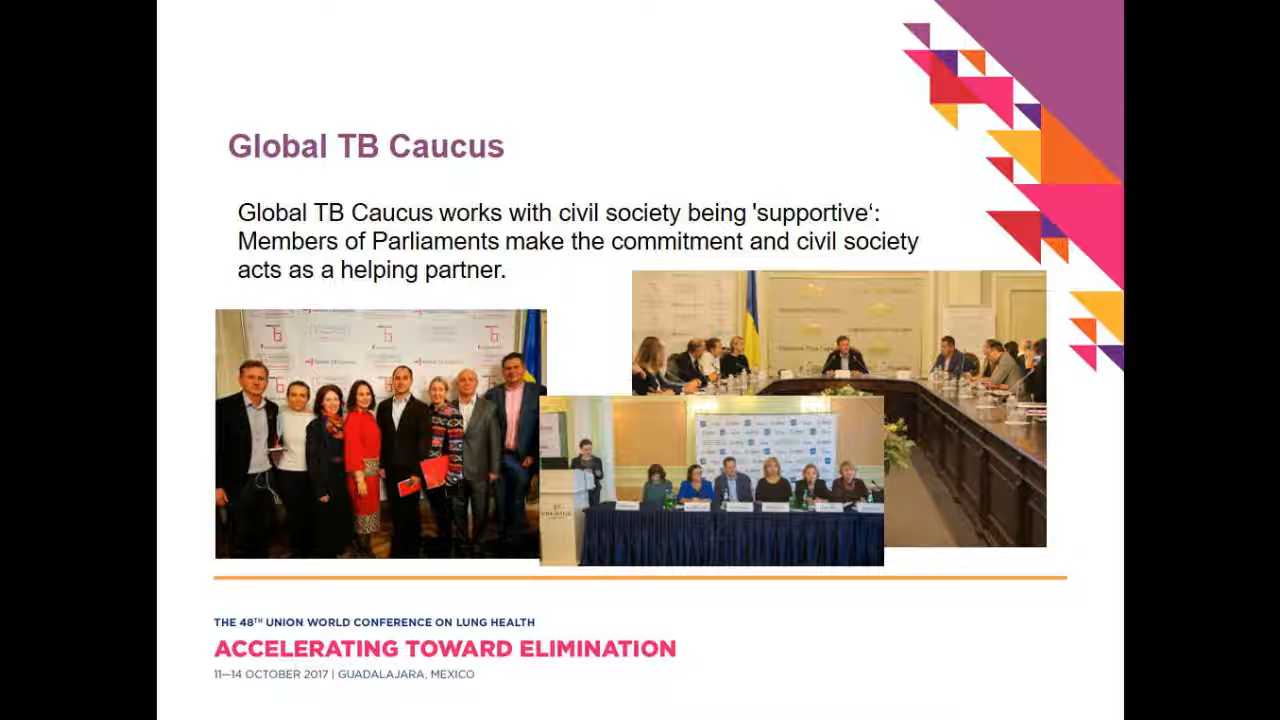 Global TB Caucus
Global TB Caucus works with civil society being 'supportive‘:
Members of Parliaments make the commitment and civil society
acts as a helping partner.
THE 48TH UNION WORLD CONFERENCE ON LUNG HEALTH
ACCELERATING TOWARD ELIMINATION
11—14 OCTOBER 2017 | GUADALAJARA, MEXICO